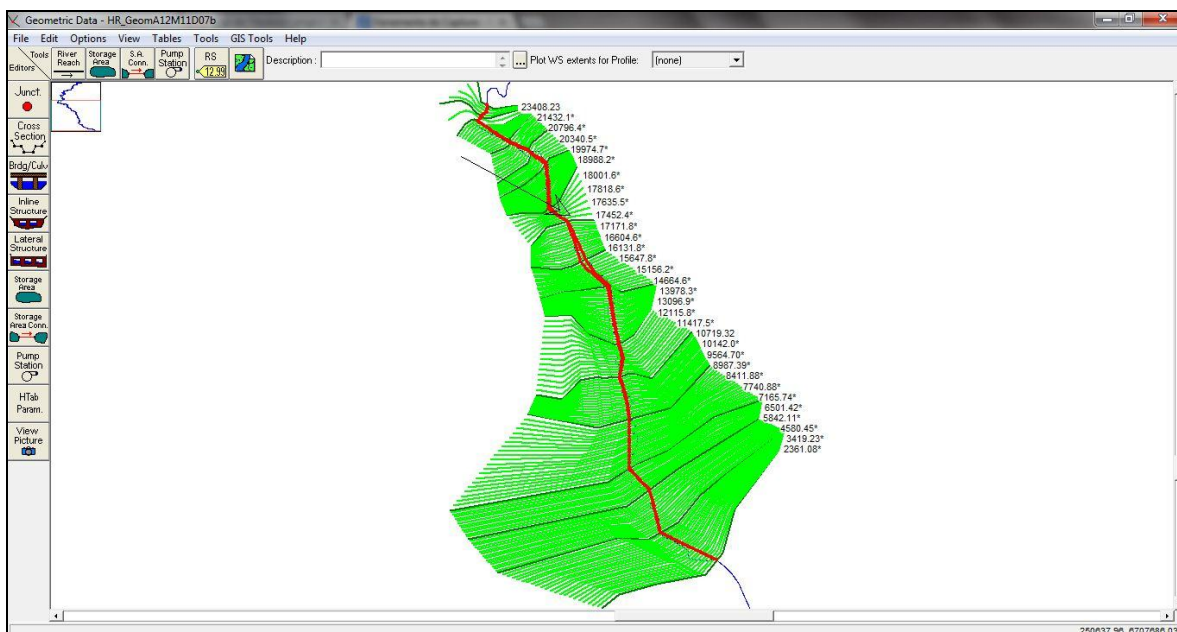 Geometric Data - HR_GeomA12M11D07b
File Edit Options View Tables Tools GIS Tools Help
Tools
Editors
River
Reach
Storage
Area
S.A.
Conn.
Pump
Station
RS
12.99
Description :
...
Plot WS extents for Profile:
(none)
Junct.
Cross
Section
Brdg/Culv
Inline
Structure
Lateral
Structure
Storage
Area
Storage
Area Conn.
Pump
Station
HTab
Param.
View
Picture
23408.23
21432.1*
20796.4*
20340.5*
19974.7*
18988.2*
18001.6*
17818.6*
17635.5*
17452.4*
17171.8*
16604.6*
16131.8*
15647.8*
15156.2*
14664.6*
13978.3*
13096.9*
12115.8*
11417.5*
10719.32
10142.0*
9564.70*
8987.39*
8411.88*
7740.88*
7165.74*
6501.42*
5842.11*
4580.45*
3419.23*
2361.08*
250637.96, 6707686.03